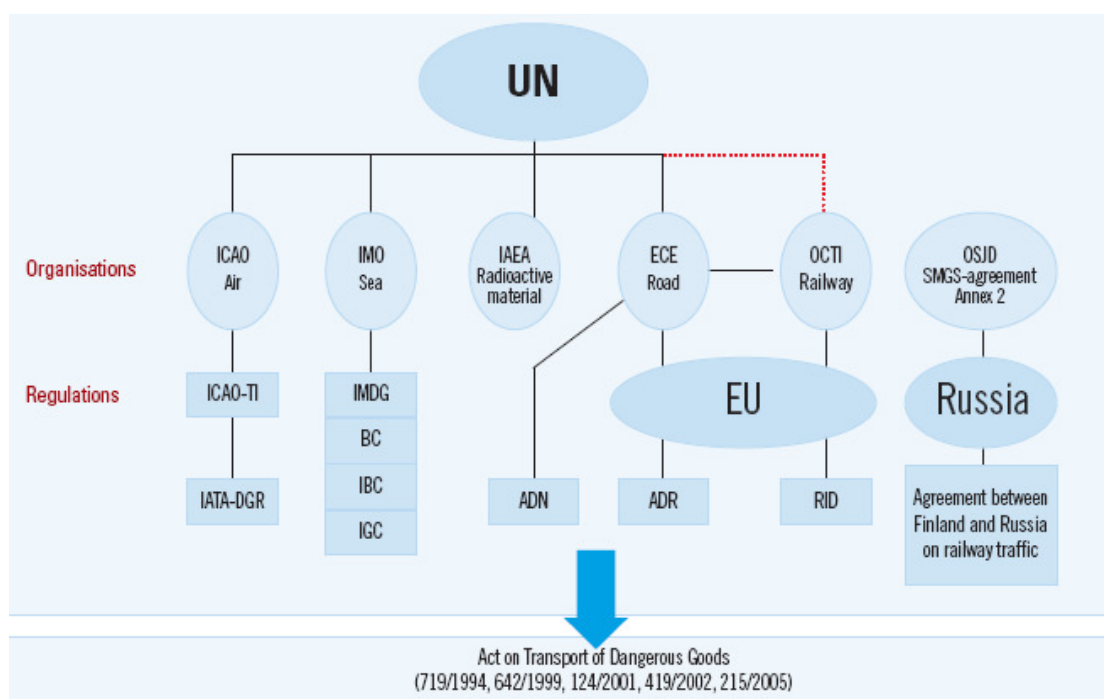 UN
Organisations
ICAO
Air
IMO
Sea
IAEA
Radioactive
material
ECE
Road
OCTI
Railway
OSJD
SMGS-agreement
Annex 2
Regulations
ICAO-TI
IMDG
BC
IBC
IGC
IATA-DGR
EU
Russia
ADN
ADR
RID
Agreement between
Finland and Russia
on railway traffic
Act on Transport of Dangerous Goods
(719/1994, 642/1999, 124/2001, 419/2002, 215/2005)